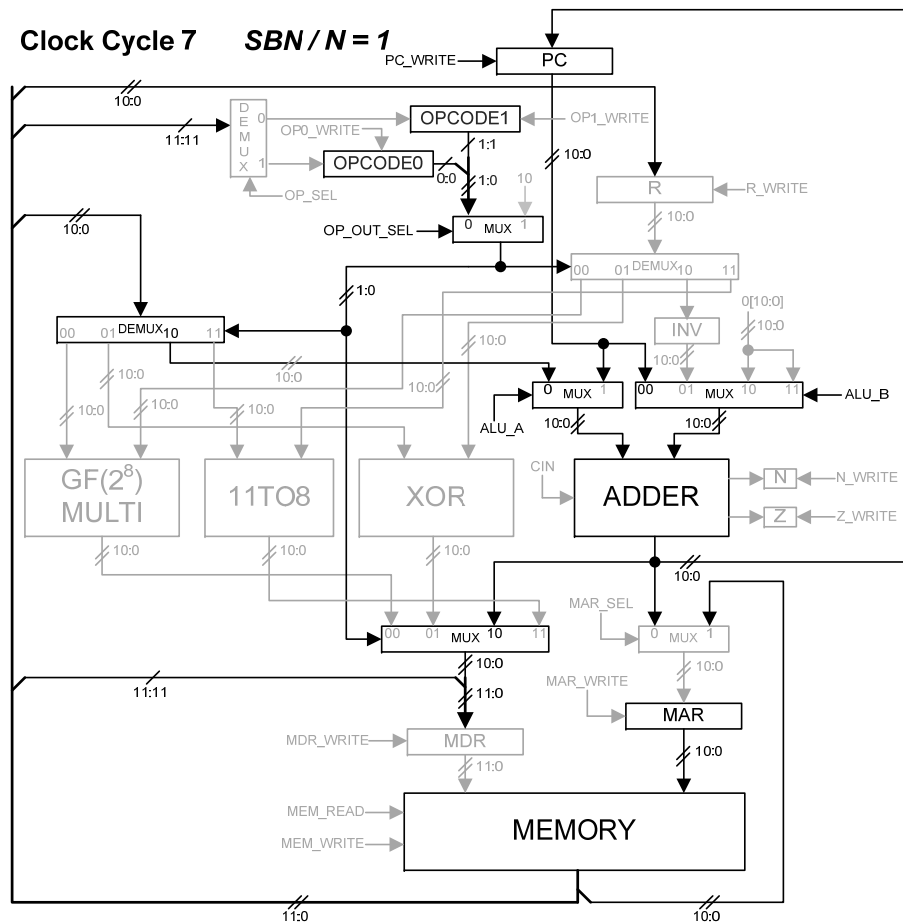 Clock Cycle 7 SBN / N = 1
PC_WRITE
PC
10:0
11:11
D
E
M
U
X
0
1
OP0_WRITE
OPCODE1
OP1_WRITE
OPCODE0
1:1
0:0
1:0
OP_SEL
10
10:0
R
R_WRITE
10:0
10:0
OP_OUT_SEL
0 MUX 1
00 01 DEMUX 10 11
1:0
0[10:0]
00 01 DEMUX 10 11
INV
10:0
10:0
10:0
10:0
0 MUX 1
00 01 MUX 10 11
ALU_A
ALU_B
10:0
10:0
10:0
10:0
10:0
10:0
GF(2⁸)
MULTI
11TO8
XOR
CIN
ADDER
N
N_WRITE
Z
Z_WRITE
10:0
10:0
10:0
10:0
MAR_SEL
00 01 MUX 10 11
0 MUX 1
10:0
10:0
11:11
11:0
MAR_WRITE
MAR
MDR_WRITE
MDR
10:0
11:0
MEM_READ
MEM_WRITE
MEMORY
11:0
10:0